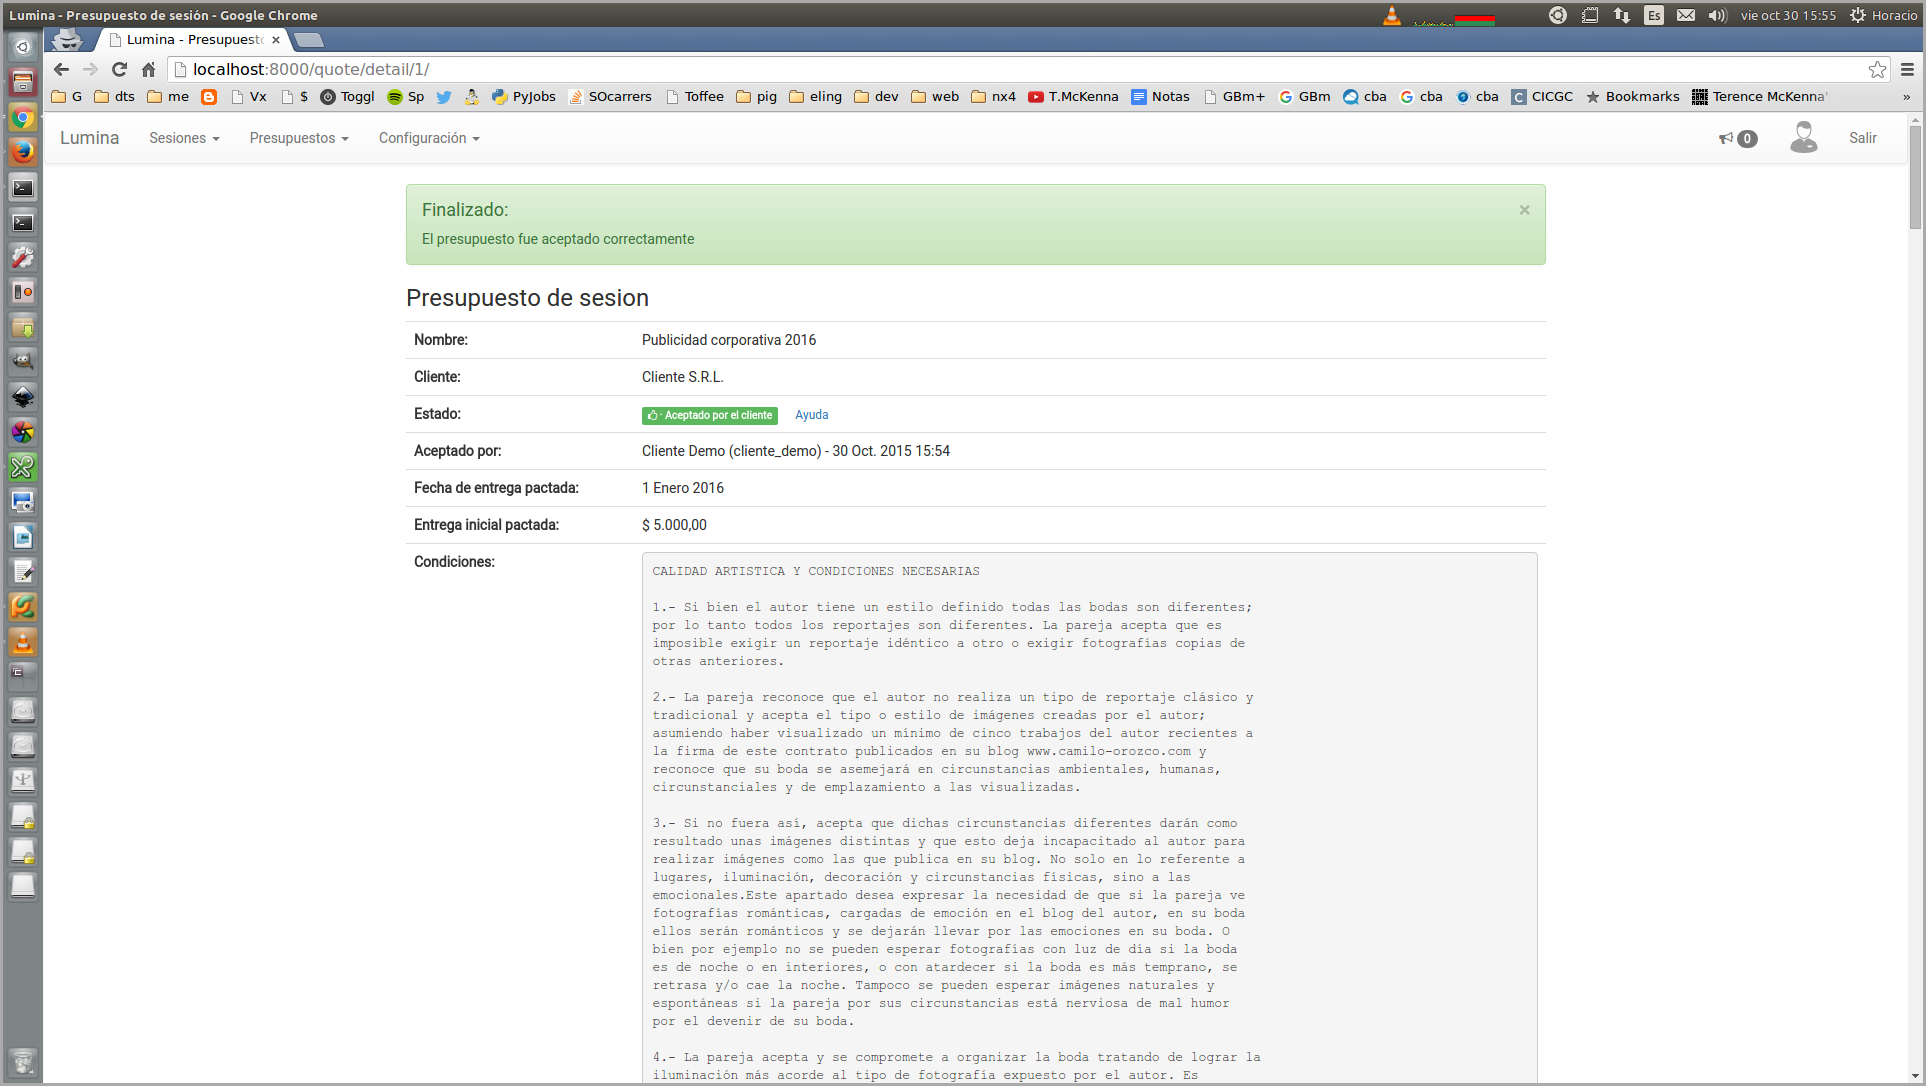 Lumina - Presupuesto de sesión - Google Chrome
Es
vie oct 30 15:55
Horacio
Lumina - Presupuesto
localhost:8000/quote/detail/1/
G dts me Vx $ Toggl Sp PyJobs SOcarrers Toffee pig eling dev web nx4 T.McKenna Notas GBm+ GBm cba cba cba CICGC Bookmarks Terence McKenna' »
Lumina Sesiones Presupuestos Configuración 0 Salir
Finalizado: ×
El presupuesto fue aceptado correctamente
Presupuesto de sesion
Nombre: Publicidad corporativa 2016
Cliente: Cliente S.R.L.
Estado: - Aceptado por el cliente Ayuda
Aceptado por: Cliente Demo (cliente_demo) - 30 Oct. 2015 15:54
Fecha de entrega pactada: 1 Enero 2016
Entrega inicial pactada: $ 5.000,00
Condiciones:
CALIDAD ARTISTICA Y CONDICIONES NECESARIAS
1.- Si bien el autor tiene un estilo definido todas las bodas son diferentes;
por lo tanto todos los reportajes son diferentes. La pareja acepta que es
imposible exigir un reportaje idéntico a otro o exigir fotografías copias de
otras anteriores.
2.- La pareja reconoce que el autor no realiza un tipo de reportaje clásico y
tradicional y acepta el tipo o estilo de imágenes creadas por el autor;
asumiendo haber visualizado un mínimo de cinco trabajos del autor recientes a
la firma de este contrato publicados en su blog www.camilo-orozco.com y
reconoce que su boda se asemejará en circunstancias ambientales, humanas,
circunstanciales y de emplazamiento a las visualizadas.
3.- Si no fuera así, acepta que dichas circunstancias diferentes darán como
resultado unas imágenes distintas y que esto deja incapacitado al autor para
realizar imágenes como las que publica en su blog. No solo en lo referente a
lugares, iluminación, decoración y circunstancias físicas, sino a las
emocionales.Este apartado desea expresar la necesidad de que si la pareja ve
fotografías románticas, cargadas de emoción en el blog del autor, en su boda
ellos serán románticos y se dejarán llevar por las emociones en su boda. O
bien por ejemplo no se pueden esperar fotografías con luz de día si la boda
es de noche o en interiores, o con atardecer si la boda es más temprano, se
retrasa y/o cae la noche. Tampoco se pueden esperar imágenes naturales y
espontáneas si la pareja por sus circunstancias está nerviosa de mal humor
por el devenir de su boda.
4.- La pareja acepta y se compromete a organizar la boda tratando de lograr la
iluminación más acorde al tipo de fotografía expuesto por el autor. Es